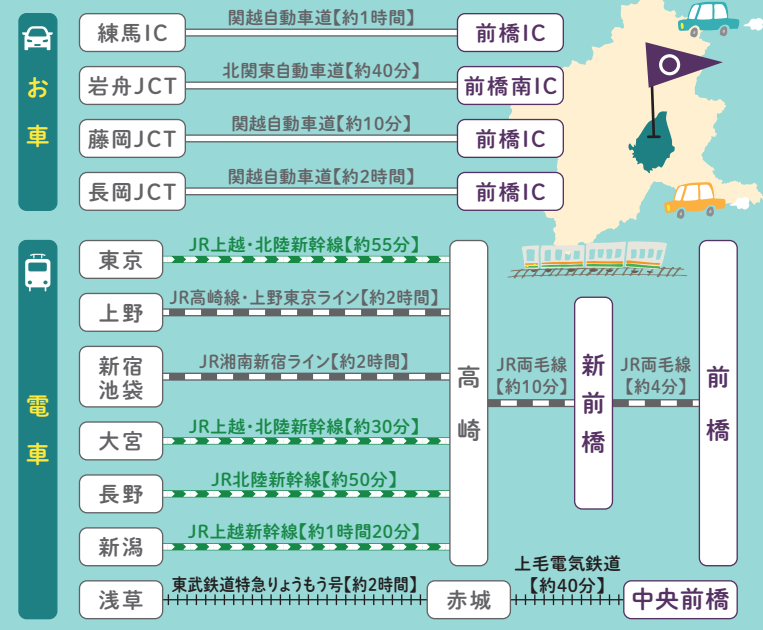 お車
練馬IC
関越自動車道【約1時間】
前橋IC
岩舟JCT
北関東自動車道【約40分】
前橋南IC
藤岡JCT
関越自動車道【約10分】
前橋IC
長岡JCT
関越自動車道【約2時間】
前橋IC
電車
東京
JR上越・北陸新幹線【約55分】
上野
JR高崎線・上野東京ライン【約2時間】
新宿
池袋
JR湘南新宿ライン【約2時間】
大宮
JR上越・北陸新幹線【約30分】
長野
JR北陸新幹線【約50分】
新潟
JR上越新幹線【約1時間20分】
高崎
JR両毛線
【約10分】
新前橋
JR両毛線
【約4分】
前橋
浅草
東武鉄道特急りょうもう号【約2時間】
赤城
上毛電気鉄道
【約40分】
中央前橋